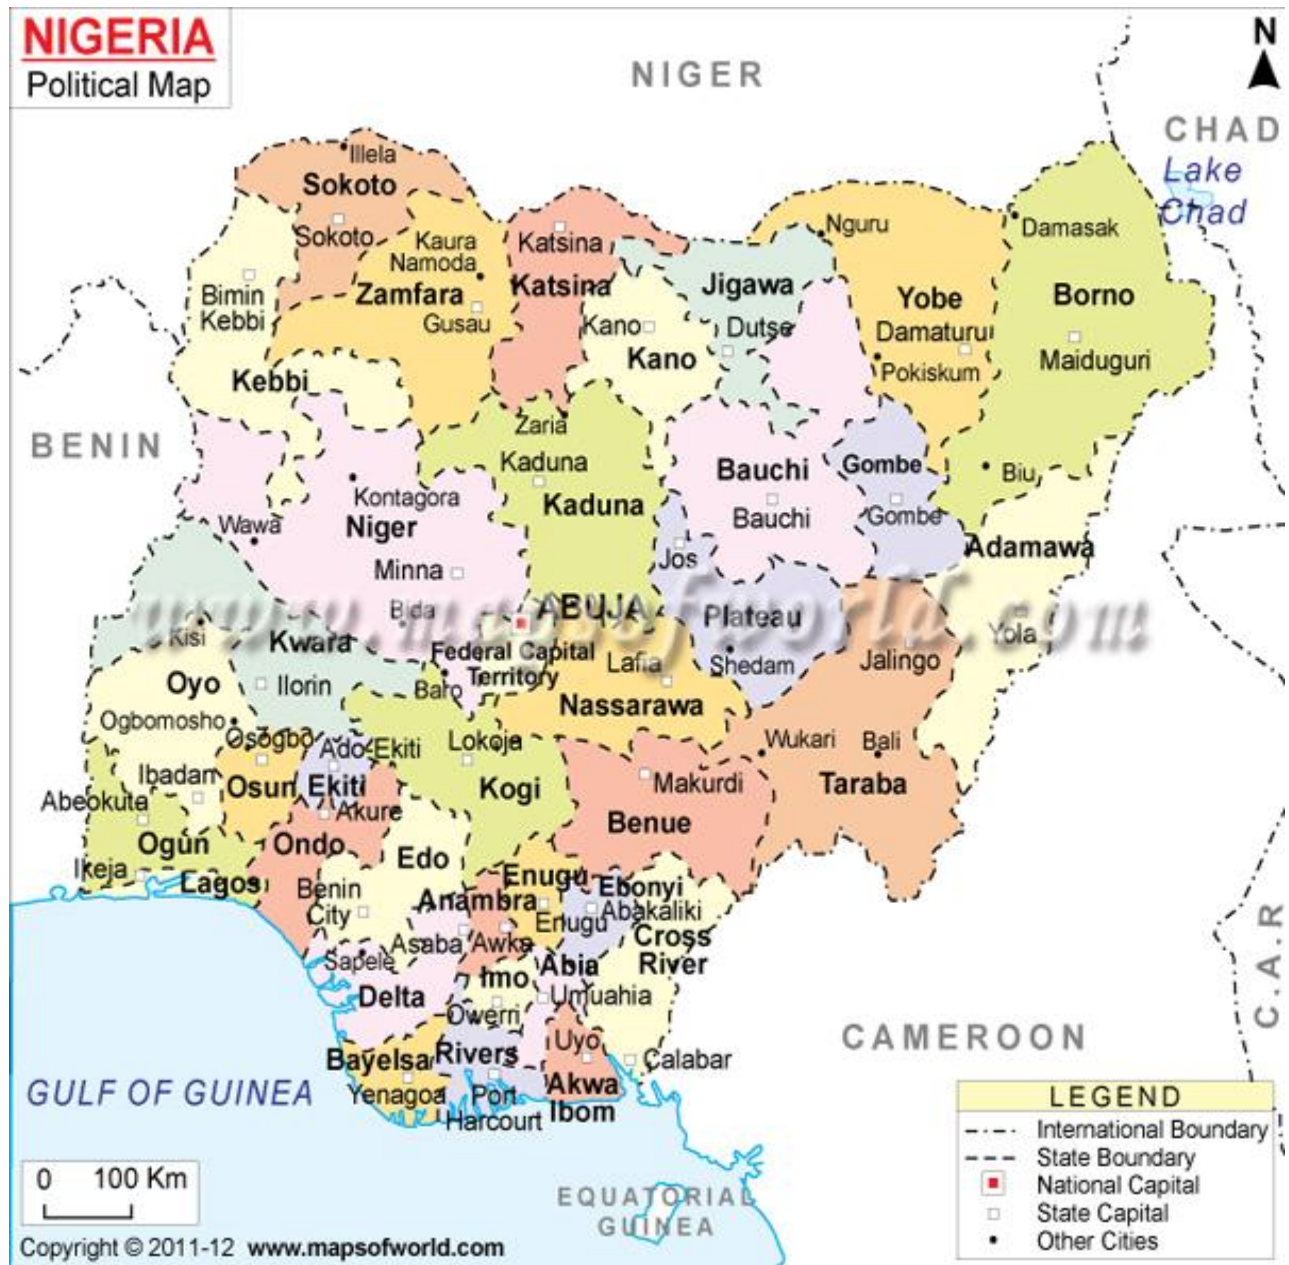 NIGERIA
Political Map
N
NIGER
CHAD
Lake
Chad
Illela
Sokoto
Sokoto
Kaura
Namoda
Katsina
Katsina
Nguru
Damasak
Bimin
Kebbi
Zamfara
Gusau
Jigawa
Yobe
Borno
Kano
Kano
Dutse
Damaturu
Maiduguri
Pokiskum
Kebbi
BENIN
Zaria
Kaduna
Kaduna
Bauchi
Bauchi
Gombe
Gombe
Biu
Kontagora
Niger
Wawa
Minna
Jos
Adamawa
www.mapsofworld.com
Bida
ABUJA
Plateau
Kisi
Kwara
Federal Capital
Territory
Lafia
Shedam
Jalingo
Yola
Oyo
Ilorin
Baro
Nassarawa
Ogbomosho
Osogbo
Ado-Ekiti
Lokoja
Wukari
Bali
Ibadan
Osun
Ekiti
Kogi
Makurdi
Taraba
Abeokuta
Akure
Benue
Ogun
Ondo
Edo
Ikeja
Lagos
Benin
City
Enugu
Enugu
Ebonyi
Abakaliki
Anambra
Asaba
Awka
Cross
River
Sapele
Delta
Imo
Owerri
Abia
Umuahia
Bayelsa
Yenagoa
Rivers
Port
Harcourt
Uyo
Akwa
Ibom
Calabar
CAMEROON
C.A.R
GULF OF GUINEA
EQUATORIAL
GUINEA
LEGEND
International Boundary
State Boundary
National Capital
State Capital
Other Cities
0 100 Km
Copyright © 2011-12 www.mapsofworld.com